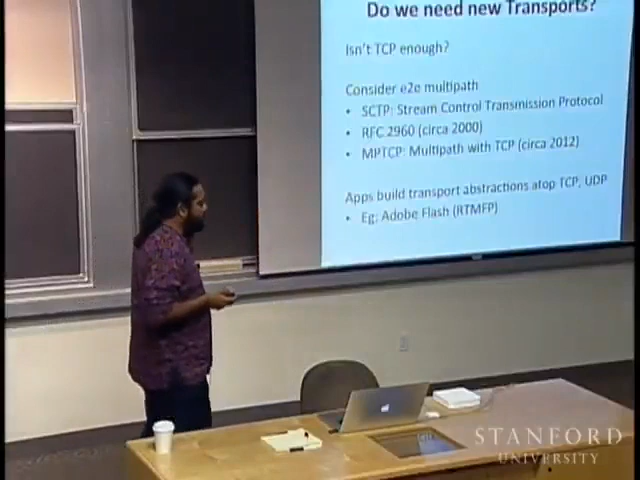 Do we need new Transports?
Isn't TCP enough?
Consider e2e multipath
• SCTP: Stream Control Transmission Protocol
• RFC 2960 (circa 2000)
• MPTCP: Multipath with TCP (circa 2012)
Apps build transport abstractions atop TCP, UDP
• Eg: Adobe Flash (RTMFP)
STANFORD
UNIVERSITY